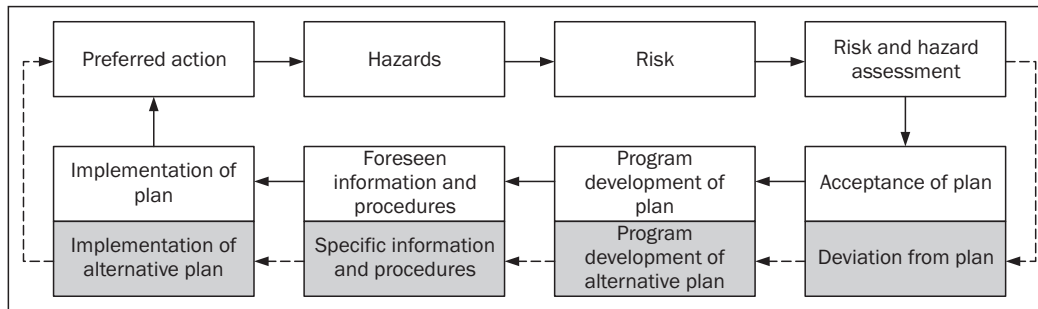 Preferred action
Hazards
Risk
Risk and hazard
assessment
Implementation of
plan
Foreseen
information and
procedures
Program
development of
plan
Acceptance of plan
Implementation of
alternative plan
Specific information
and procedures
Program
development of
alternative plan
Deviation from plan